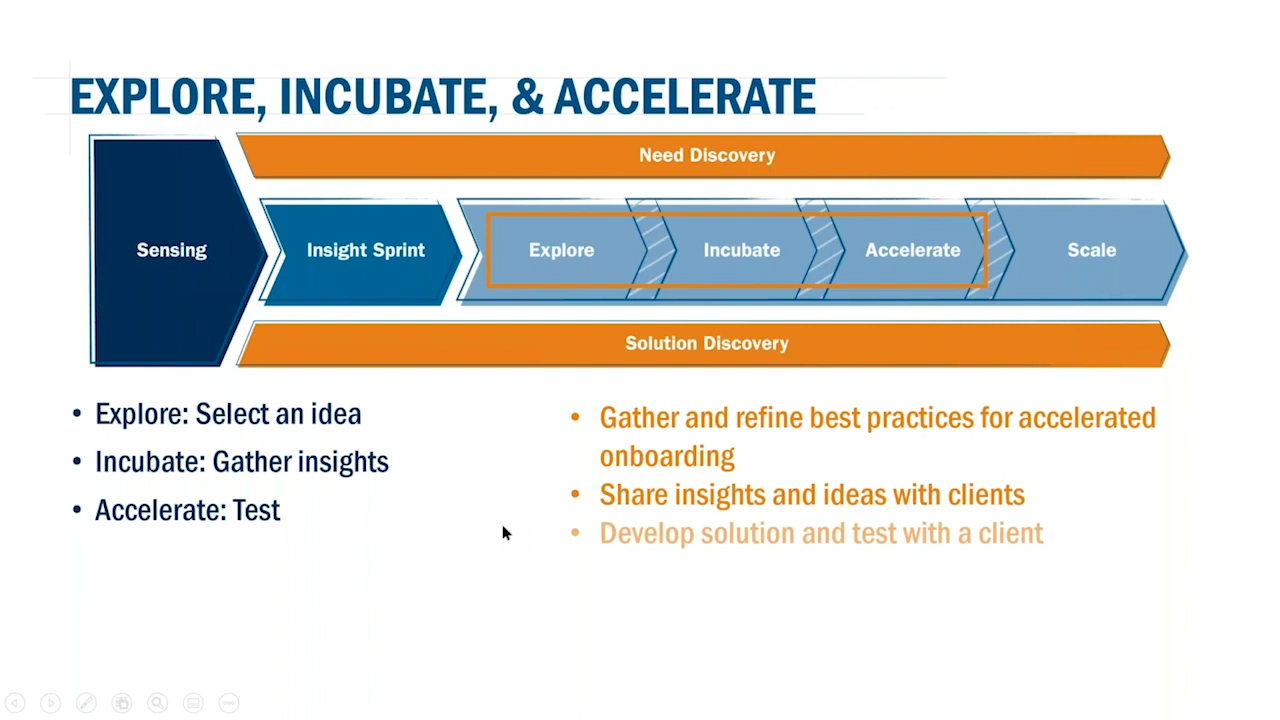 EXPLORE, INCUBATE, & ACCELERATE
Need Discovery
Sensing
Insight Sprint
Explore
Incubate
Accelerate
Scale
Solution Discovery
• Explore: Select an idea
• Incubate: Gather insights
• Accelerate: Test
• Gather and refine best practices for accelerated
onboarding
• Share insights and ideas with clients
• Develop solution and test with a client